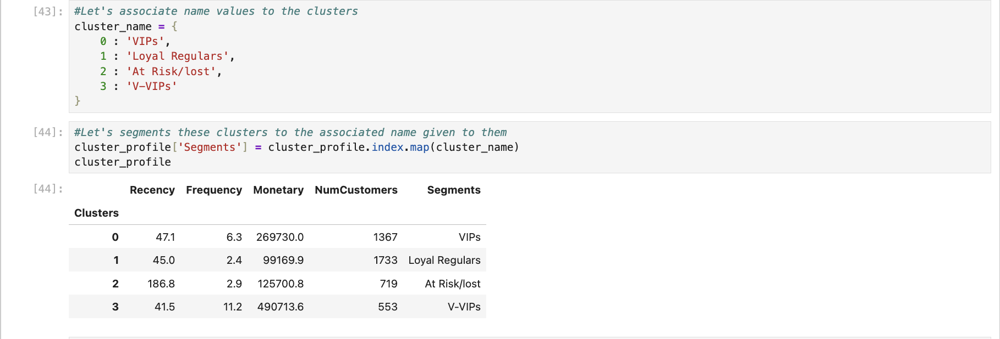 [43]: #Let's associate name values to the clusters
cluster_name = {
    0 : 'VIPs',
    1 : 'Loyal Regulars',
    2 : 'At Risk/lost',
    3 : 'V-VIPs'
}
[44]: #Let's segments these clusters to the associated name given to them
cluster_profile['Segments'] = cluster_profile.index.map(cluster_name)
cluster_profile
[44]: Recency Frequency Monetary NumCustomers Segments
Clusters
0 47.1 6.3 269730.0 1367 VIPs
1 45.0 2.4 99169.9 1733 Loyal Regulars
2 186.8 2.9 125700.8 719 At Risk/lost
3 41.5 11.2 490713.6 553 V-VIPs